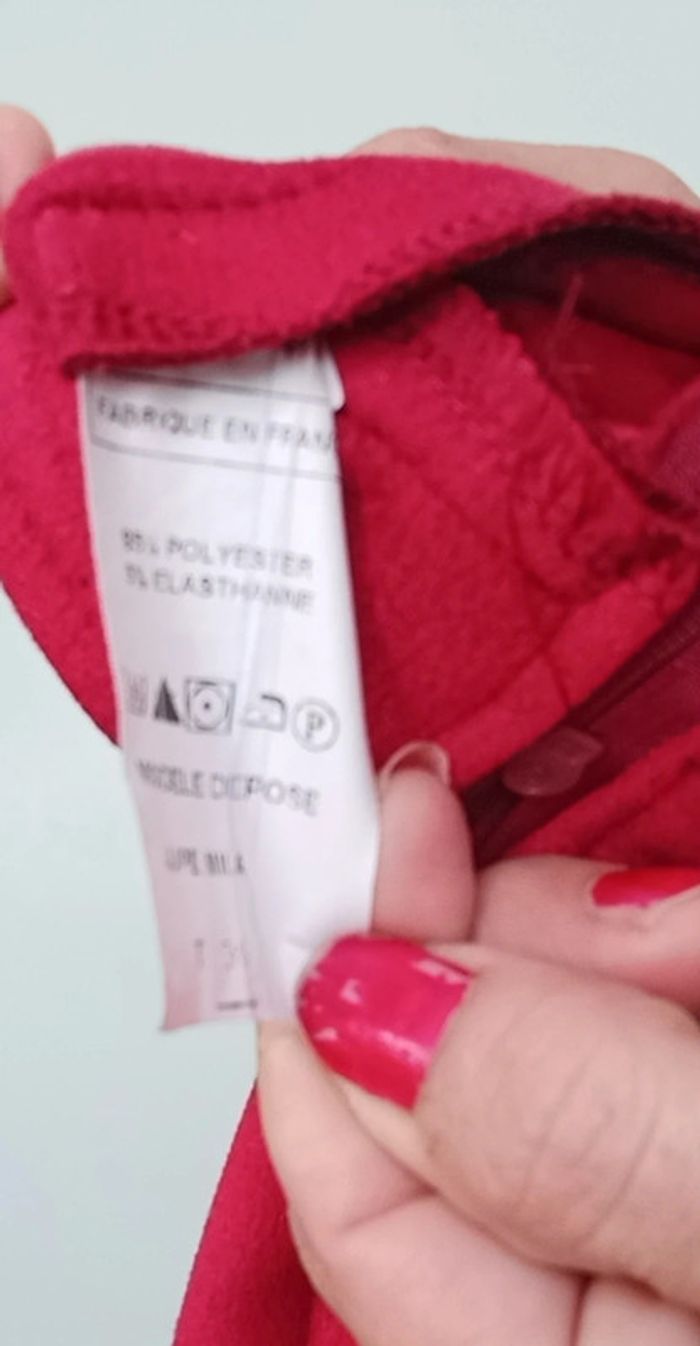 FABRIQUE EN FRAN
95% POLYESTER
5% ELASTHANNE
P
MODELE DEPOSE